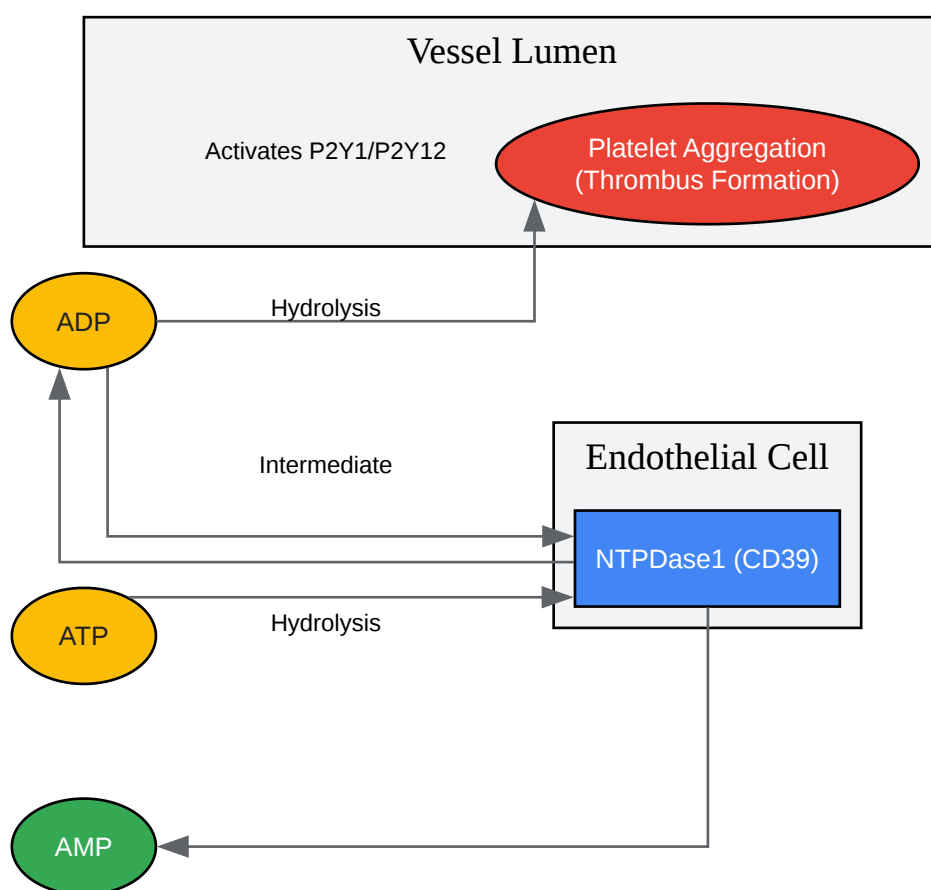 Vessel Lumen
Activates P2Y1/P2Y12
Platelet Aggregation
(Thrombus Formation)
ADP
Hydrolysis
Intermediate
Endothelial Cell
NTPDase1 (CD39)
ATP
Hydrolysis
AMP